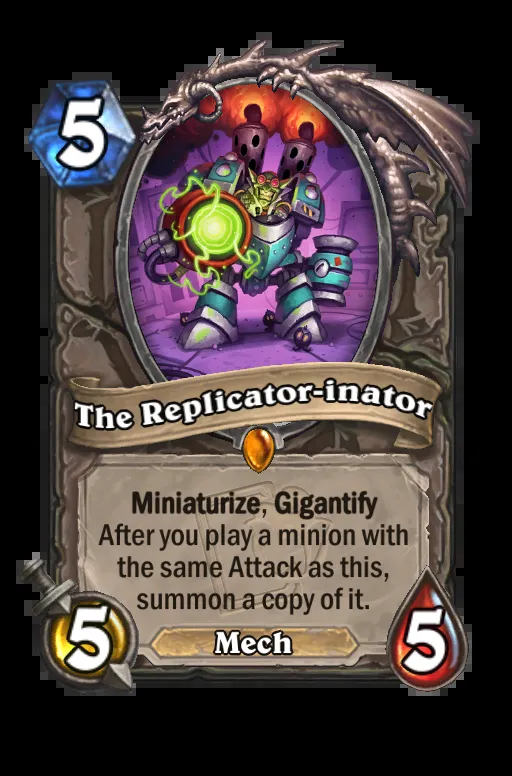 5
The Replicator-inator
Miniaturize, Gigantify
After you play a minion with
the same Attack as this,
summon a copy of it.
5
Mech
5